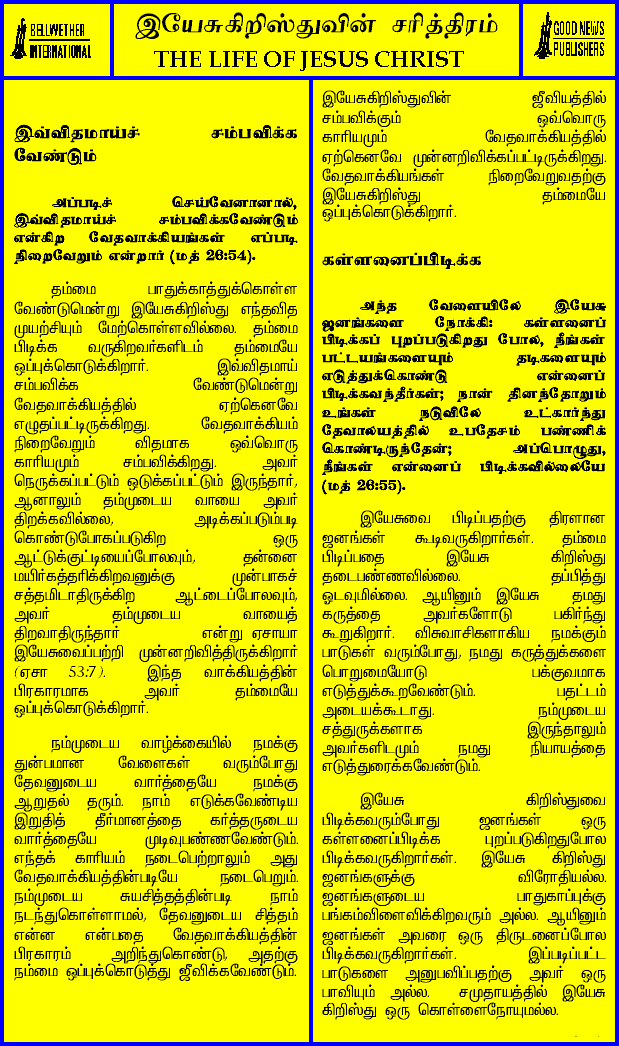 BELLWETHER
INTERNATIONAL
இயேசுகிறிஸ்துவின் சரித்திரம்
THE LIFE OF JESUS CHRIST
GOOD NEWS
PUBLISHERS
இவ்விதமாய்ச் சம்பவிக்க
வேண்டும்
அப்படிச் செய்வேனானால்,
இவ்விதமாய்ச் சம்பவிக்கவேண்டும்
என்கிற வேதவாக்கியங்கள் எப்படி
நிறைவேறும் என்றார் (மத் 26:54).
தம்மை பாதுகாத்துக்கொள்ள
வேண்டுமென்று இயேசுகிறிஸ்து எந்தவித
முயற்சியும் மேற்கொள்ளவில்லை. தம்மை
பிடிக்க வருகிறவர்களிடம் தம்மையே
ஒப்புக்கொடுக்கிறார். இவ்விதமாய்
சம்பவிக்க வேண்டுமென்று
வேதவாக்கியத்தில் ஏற்கெனவே
எழுதப்பட்டிருக்கிறது. வேதவாக்கியம்
நிறைவேறும் விதமாக ஒவ்வொரு
காரியமும் சம்பவிக்கிறது. அவர்
நெருக்கப்பட்டும் ஒடுக்கப்பட்டும் இருந்தார்,
ஆனாலும் தம்முடைய வாயை அவர்
திறக்கவில்லை, அடிக்கப்படும்படி
கொண்டுபோகப்படுகிற ஒரு
ஆட்டுக்குட்டியைப்போலவும், தன்னை
மயிர்கத்தரிக்கிறவனுக்கு முன்பாகச்
சத்தமிடாதிருக்கிற ஆட்டைப்போலவும்,
அவர் தம்முடைய வாயைத்
திறவாதிருந்தார் என்று ஏசாயா
இயேசுவைப்பற்றி முன்னறிவித்திருக்கிறார்
(ஏசா 53:7). இந்த வாக்கியத்தின்
பிரகாரமாக அவர் தம்மையே
ஒப்புக்கொடுக்கிறார்.
நம்முடைய வாழ்க்கையில் நமக்கு
துன்பமான வேளைகள் வரும்போது
தேவனுடைய வார்த்தையே நமக்கு
ஆறுதல் தரும். நாம் எடுக்கவேண்டிய
இறுதித் தீர்மானத்தை கர்த்தருடைய
வார்த்தையே முடிவுபண்ணவேண்டும்.
எந்தக் காரியம் நடைபெற்றாலும் அது
வேதவாக்கியத்தின்படியே நடைபெறும்.
நம்முடைய சுயசித்தத்தின்படி நாம்
நடந்துகொள்ளாமல், தேவனுடைய சித்தம்
என்ன என்பதை வேதவாக்கியத்தின்
பிரகாரம் அறிந்துகொண்டு, அதற்கு
நம்மை ஒப்புக்கொடுத்து ஜீவிக்கவேண்டும்.
இயேசுகிறிஸ்துவின் ஜீவியத்தில்
சம்பவிக்கும் ஒவ்வொரு
காரியமும் வேதவாக்கியத்தில்
ஏற்கெனவே முன்னறிவிக்கப்பட்டிருக்கிறது.
வேதவாக்கியங்கள் நிறைவேறுவதற்கு
இயேசுகிறிஸ்து தம்மையே
ஒப்புக்கொடுக்கிறார்.
கள்ளனைப்பிடிக்க
அந்த வேளையிலே இயேசு
ஜனங்களை நோக்கி: கள்ளனைப்
பிடிக்கப் புறப்படுகிறது போல, நீங்கள்
பட்டயங்களையும் தடிகளையும்
எடுத்துக்கொண்டு என்னைப்
பிடிக்கவந்தீர்கள்; நான் தினந்தோறும்
உங்கள் நடுவிலே உட்கார்ந்து
தேவாலயத்தில் உபதேசம் பண்ணிக்
கொண்டிருந்தேன்; அப்பொழுது,
நீங்கள் என்னைப் பிடிக்கவில்லையே
(மத் 26:55).
இயேசுவை பிடிப்பதற்கு திரளான
ஜனங்கள் கூடிவருகிறார்கள். தம்மை
பிடிப்பதை இயேசு கிறிஸ்து
தடைபண்ணவில்லை. தப்பித்து
ஓடவுமில்லை. ஆயினும் இயேசு தமது
கருத்தை அவர்களோடு பகிர்ந்து
கூறுகிறார். விசுவாசிகளாகிய நமக்கும்
பாடுகள் வரும்போது, நமது கருத்துக்களை
பொறுமையோடு பக்குவமாக
எடுத்துக்கூறவேண்டும். பதட்டம்
அடையக்கூடாது. நம்முடைய
சத்துருக்களாக இருந்தாலும்
அவர்களிடமும் நமது நியாயத்தை
எடுத்துரைக்கவேண்டும்.
இயேசு கிறிஸ்துவை
பிடிக்கவரும்போது ஜனங்கள் ஒரு
கள்ளனைப்பிடிக்க புறப்படுகிறதுபோல
பிடிக்கவருகிறார்கள். இயேசு கிறிஸ்து
ஜனங்களுக்கு விரோதியல்ல.
ஜனங்களுடைய பாதுகாப்புக்கு
பங்கம்விளைவிக்கிறவரும் அல்ல. ஆயினும்
ஜனங்கள் அவரை ஒரு திருடனைப்போல
பிடிக்கவருகிறார்கள். இப்படிப்பட்ட
பாடுகளை அனுபவிப்பதற்கு அவர் ஒரு
பாவியும் அல்ல. சமுதாயத்தில் இயேசு
கிறிஸ்து ஒரு கொள்ளைநோயுமல்ல.